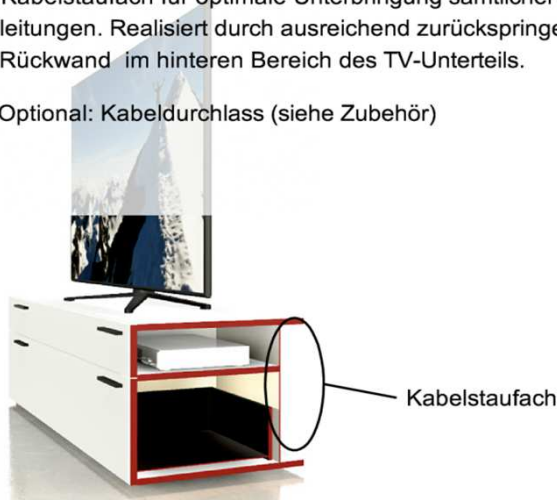 Kabelstaufach für optimale Unterbringung sämtlicher
leitungen. Realisiert durch ausreichend zurückspringe
Rückwand im hinteren Bereich des TV-Unterteils.
Optional: Kabeldurchlass (siehe Zubehör)
Kabelstaufach